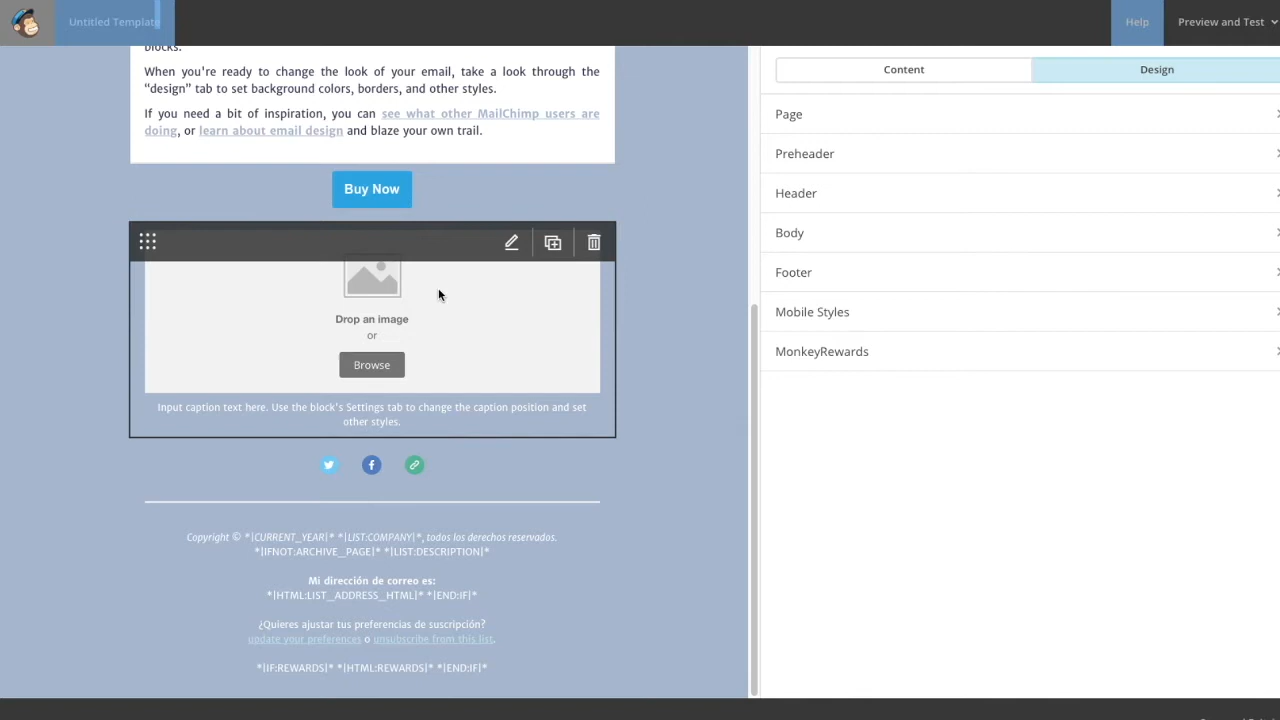 Untitled Template
Help
Preview and Test
blocks.
When you're ready to change the look of your email, take a look through the
“design” tab to set background colors, borders, and other styles.
If you need a bit of inspiration, you can see what other MailChimp users are
doing, or learn about email design and blaze your own trail.
Buy Now
Drop an image
or
Browse
Input caption text here. Use the block's Settings tab to change the caption position and set
other styles.
Copyright © *|CURRENT_YEAR|* *|LIST:COMPANY|*, todos los derechos reservados.
*|IFNOT:ARCHIVE_PAGE|* *|LIST:DESCRIPTION|*
Mi dirección de correo es:
*|HTML:LIST_ADDRESS_HTML|* *|END:IF|*
¿Quieres ajustar tus preferencias de suscripción?
update your preferences o unsubscribe from this list.
*|IF:REWARDS|* *|HTML:REWARDS|* *|END:IF|*
Content
Design
Page
Preheader
Header
Body
Footer
Mobile Styles
MonkeyRewards